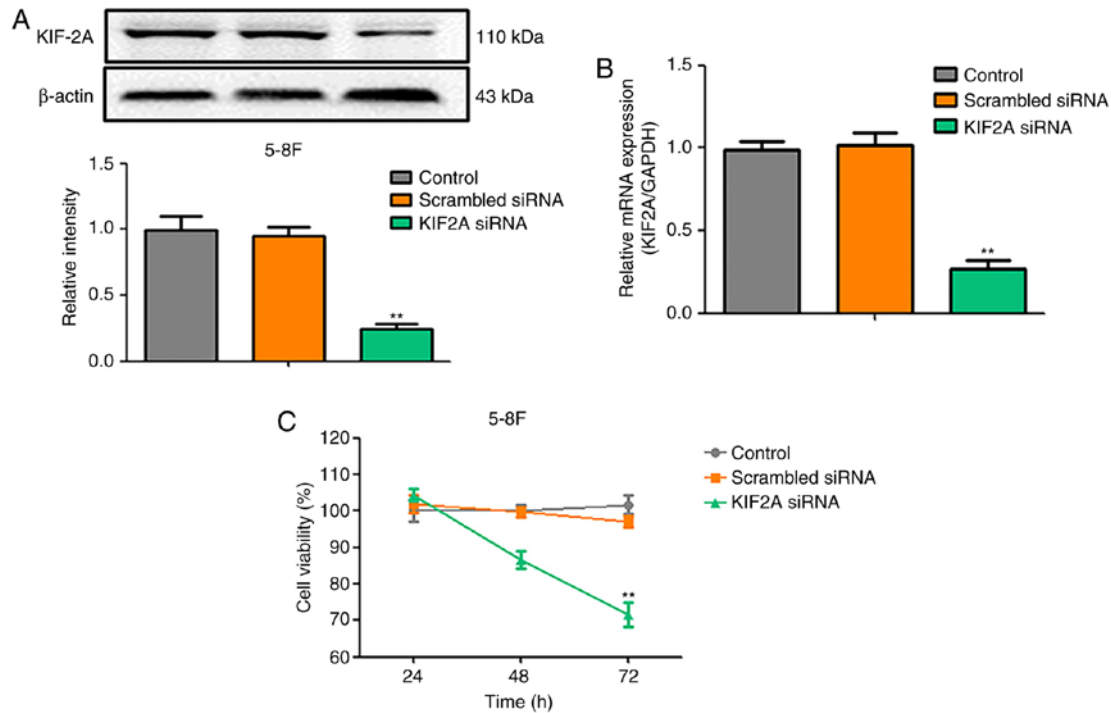 A
KIF-2A
110 kDa
β-actin
43 kDa
5-8F
Relative intensity
1.5
1.0
0.5
0.0
Control
Scrambled siRNA
KIF2A siRNA
**
B
Relative mRNA expression
(KIF2A/GAPDH)
1.5
1.0
0.5
0.0
Control
Scrambled siRNA
KIF2A siRNA
**
C
5-8F
Cell viability (%)
120
110
100
90
80
70
60
24
48
72
Time (h)
Control
Scrambled siRNA
KIF2A siRNA
**